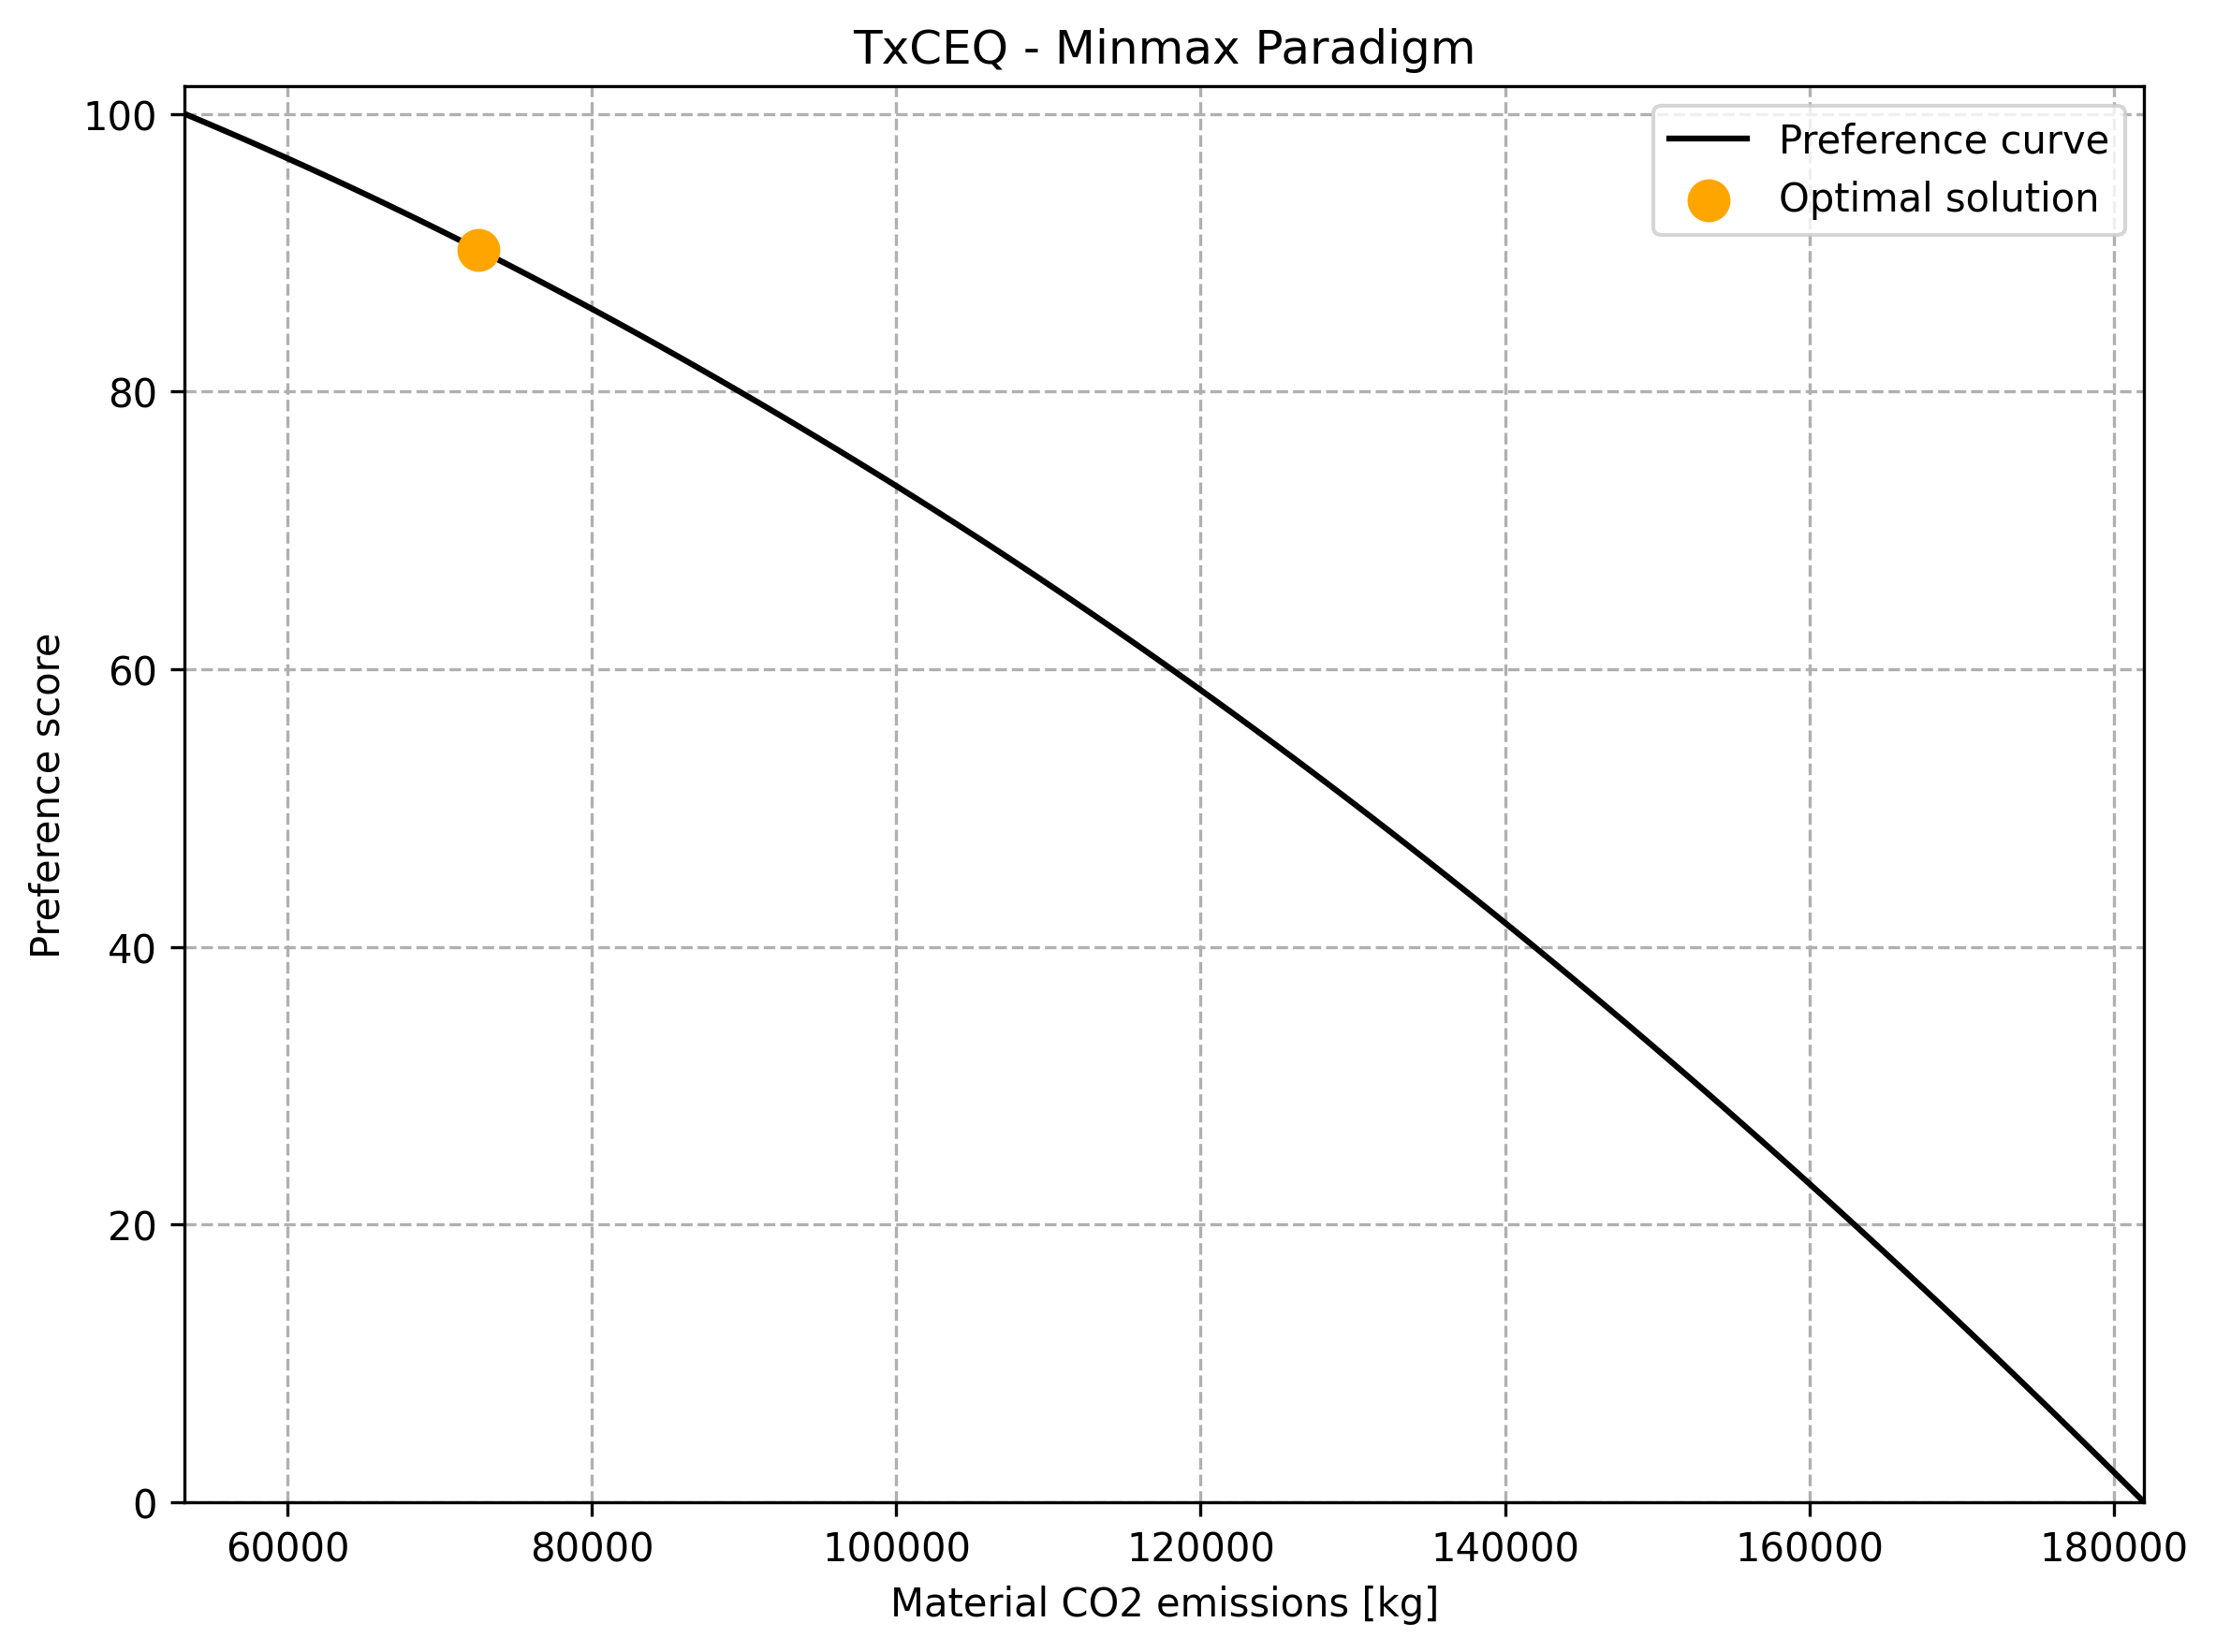 TxCEQ - Minmax Paradigm
Preference curve
Optimal solution
100
80
60
40
20
0
Preference score
60000 80000 100000 120000 140000 160000 180000
Material CO2 emissions [kg]